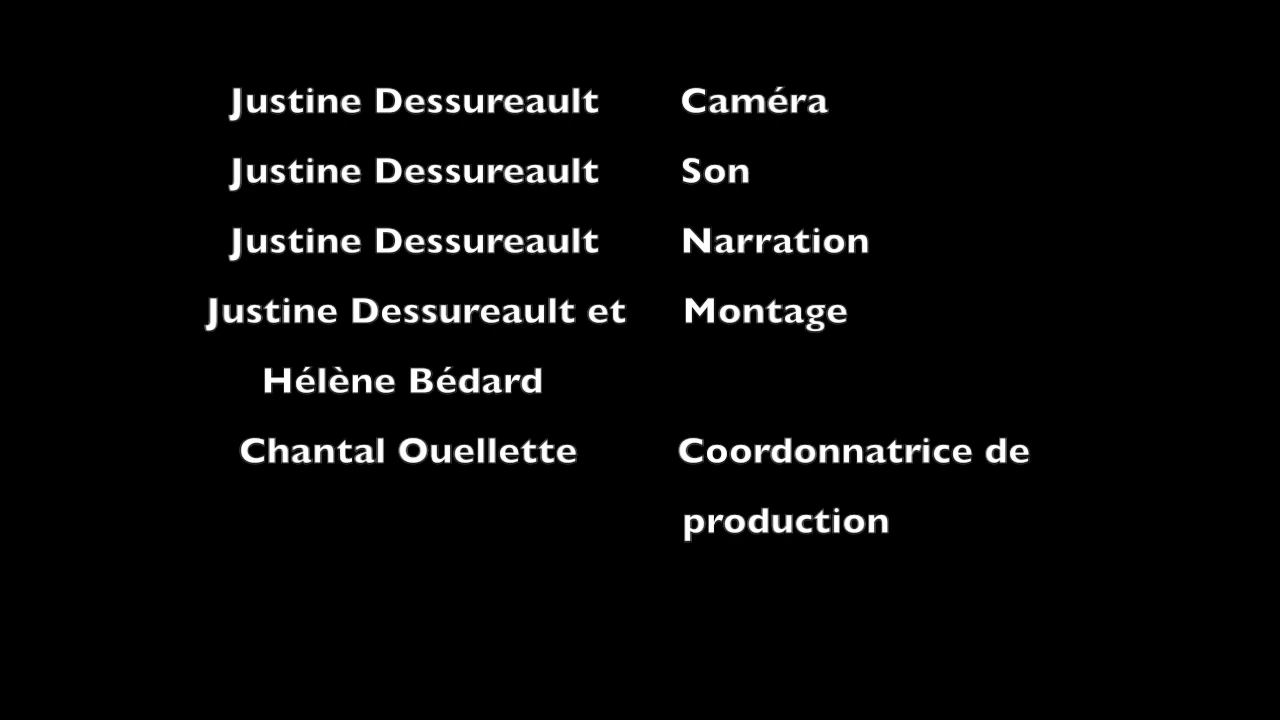 Justine Dessureault Caméra
Justine Dessureault Son
Justine Dessureault Narration
Justine Dessureault et Montage
Hélène Bédard
Chantal Ouellette Coordonnatrice de
production